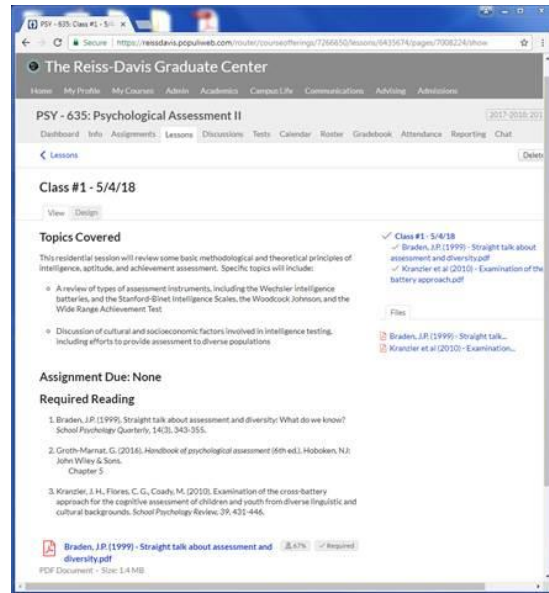 PSY - 635: Class #1 - 5/4
Secure https://reissdavis.populiweb.com/router/courseofferings/7266650/lessons/6435674/pages/7008224/show
The Reiss-Davis Graduate Center
Home My Profile My Courses Admin Academics Campus Life Communications Advising Admissions
PSY - 635: Psychological Assessment II
Dashboard Info Assignments Lessons Discussions Tests Calendar Roster Gradebook Attendance Reporting Chat
Lessons
Delete
Class #1 - 5/4/18
View Design
Topics Covered
This residential session will review some basic methodological and theoretical principles of
intelligence, aptitude, and achievement assessment. Specific topics will include:
A review of types of assessment instruments, including the Wechsler intelligence
batteries, and the Stanford-Binet Intelligence Scales, the Woodcock Johnson, and the
Wide Range Achievement Test
Discussion of cultural and socioeconomic factors involved in intelligence testing,
including efforts to provide assessment to diverse populations
Class #1 - 5/4/18
Braden, J.P. (1999) - Straight talk about
assessment and diversity.pdf
Kranzler et al (2010) - Examination of the
battery approach.pdf
Files
Braden, J.P. (1999) - Straight talk...
Kranzler et al (2010) - Examination...
Assignment Due: None
Required Reading
1. Braden, J.P. (1999). Straight talk about assessment and diversity: What do we know?
School Psychology Quarterly, 14(3), 343-355.
2. Groth-Marnat, G. (2016). Handbook of psychological assessment (6th ed.). Hoboken, NJ:
John Wiley & Sons.
Chapter 5
3. Kranzler, J. H., Flores, C. G., Coady, M. (2010). Examination of the cross-battery
approach for the cognitive assessment of children and youth from diverse linguistic and
cultural backgrounds. School Psychology Review, 39, 431-446.
Braden, J.P. (1999) - Straight talk about assessment and 67% Required
diversity.pdf
PDF Document - Size: 1.4 MB